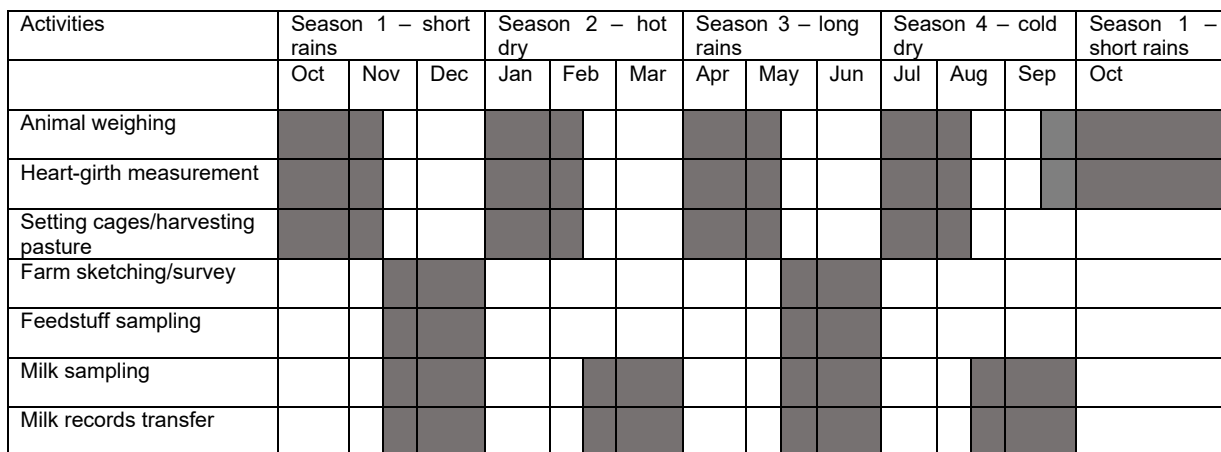 Activities
Season 1 – short rains
Season 2 – hot dry
Season 3 – long rains
Season 4 – cold dry
Season 1 – short rains
Oct Nov Dec Jan Feb Mar Apr May Jun Jul Aug Sep Oct
Animal weighing
Heart-girth measurement
Setting cages/harvesting
pasture
Farm sketching/survey
Feedstuff sampling
Milk sampling
Milk records transfer